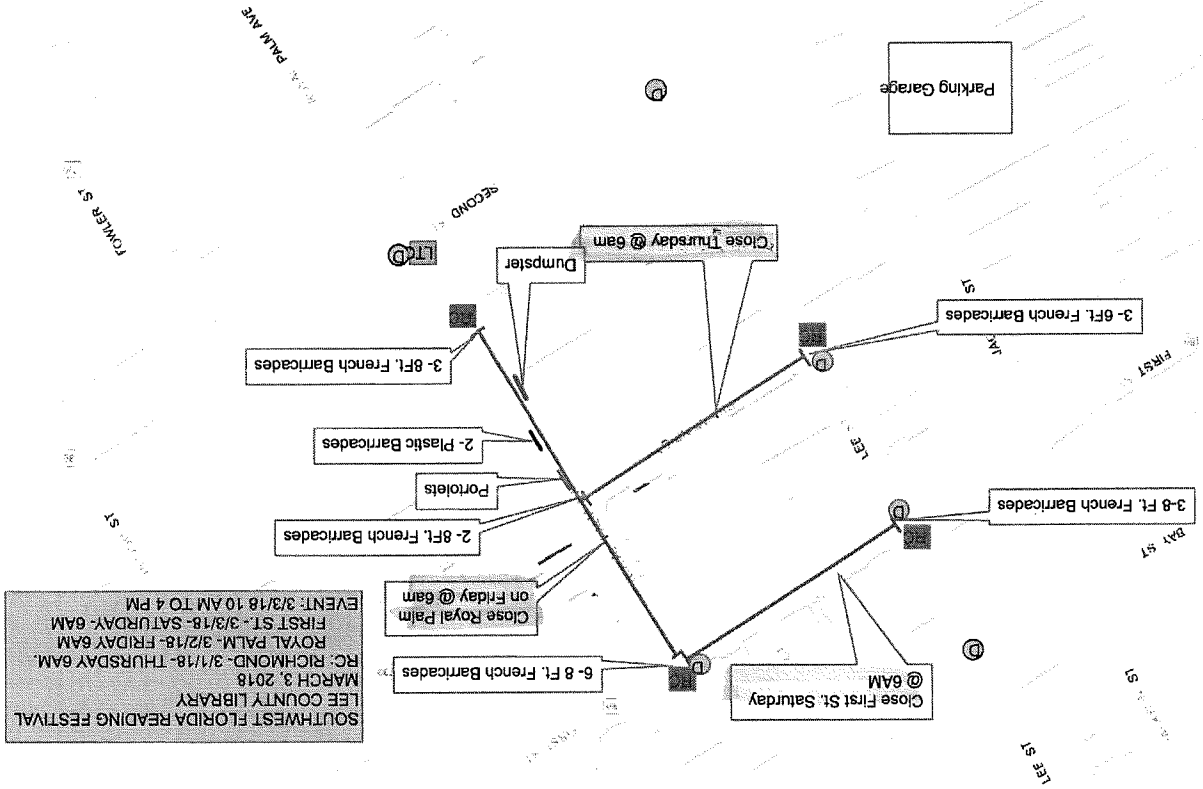 LEE ST
SOUTHWEST FLORIDA READING FESTIVAL
LEE COUNTY LIBRARY
MARCH 3, 2018
RC: RICHMOND- 3/1/18- THURSDAY 6AM.
ROYAL PALM- 3/2/18- FRIDAY 6AM
FIRST ST. - 3/3/18- SATURDAY- 6AM
EVENT: 3/3/18 10 AM TO 4 PM
Close First St. Saturday
@ 6AM
6- 8 Ft. French Barricades
RC
D
D
Close Royal Palm
on Friday @ 6am
BAY ST
RC
D
3-8 Ft. French Barricades
2- 8Ft. French Barricades
ST
Portolets
2- Plastic Barricades
LEE
FIRST
3- 8Ft. French Barricades
D
RC
3- 6Ft. French Barricades
ST
RC
Dumpster
LTC
D
Close Thursday @ 6am
SECOND
FOWLER ST
Parking Garage
D
PALM AVE